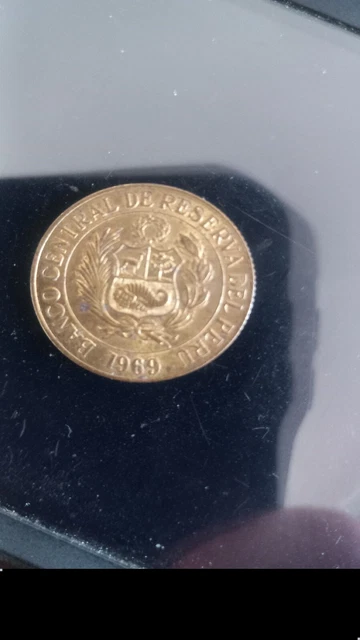 BANCO CENTRAL DE RESERVA DEL PERU
1969